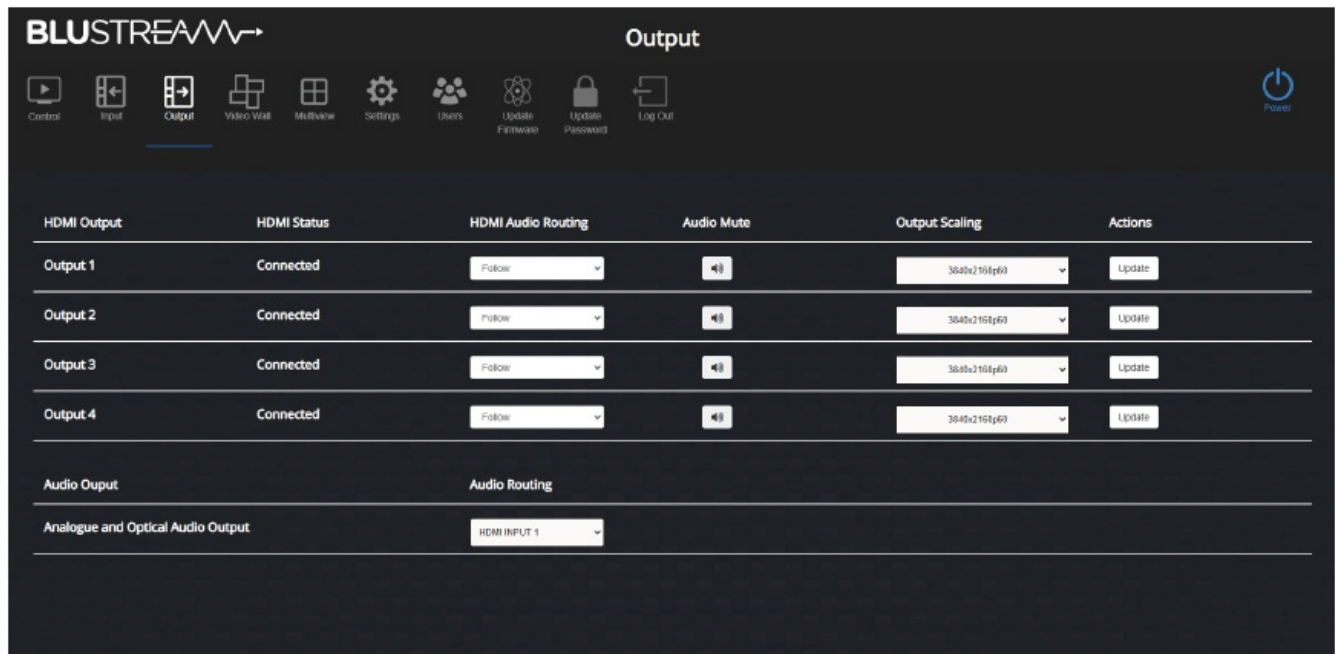 BLUSTREAM
Output
Control Input Output Video Wall Multiview Settings Users Update Firmware Update Password Log Out Power
HDMI Output HDMI Status HDMI Audio Routing Audio Mute Output Scaling Actions
Output 1 Connected Follow 3840x2160p60 Update
Output 2 Connected Follow 3840x2160p60 Update
Output 3 Connected Follow 3840x2160p60 Update
Output 4 Connected Follow 3840x2160p60 Update
Audio Ouput Audio Routing
Analogue and Optical Audio Output HDMI INPUT 1